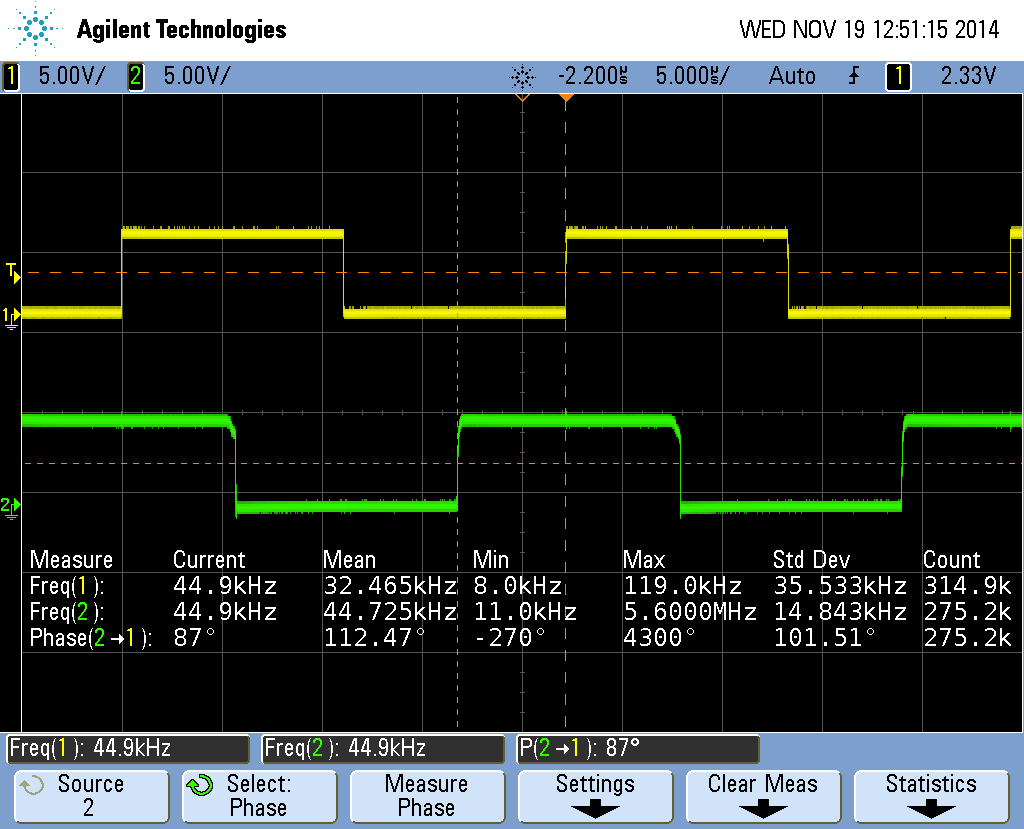 Agilent Technologies WED NOV 19 12:51:15 2014
1 5.00V/ 2 5.00V/ -2.200µs 5.000µs/ Auto 1 2.33V
T
1
2
Measure Current Mean Min Max Std Dev Count
Freq(1): 44.9kHz 32.465kHz 8.0kHz 119.0kHz 35.533kHz 314.9k
Freq(2): 44.9kHz 44.725kHz 11.0kHz 5.6000MHz 14.843kHz 275.2k
Phase(2→1): 87° 112.47° -270° 4300° 101.51° 275.2k
Freq(1): 44.9kHz Freq(2): 44.9kHz P(2→1): 87°
Source Select: Measure Settings Clear Meas Statistics
2 Phase Phase